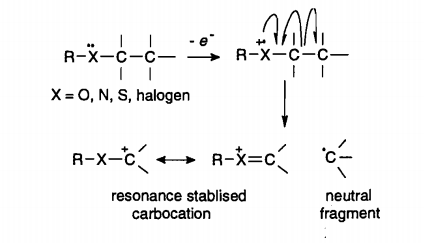 R-Ẍ-C-C- - e⁻ R-Ẋ⁺-C-C-
X = O, N, S, halogen
R-X-C⁺ ↔ R-X⁺=C •C
resonance stablised neutral
carbocation fragment